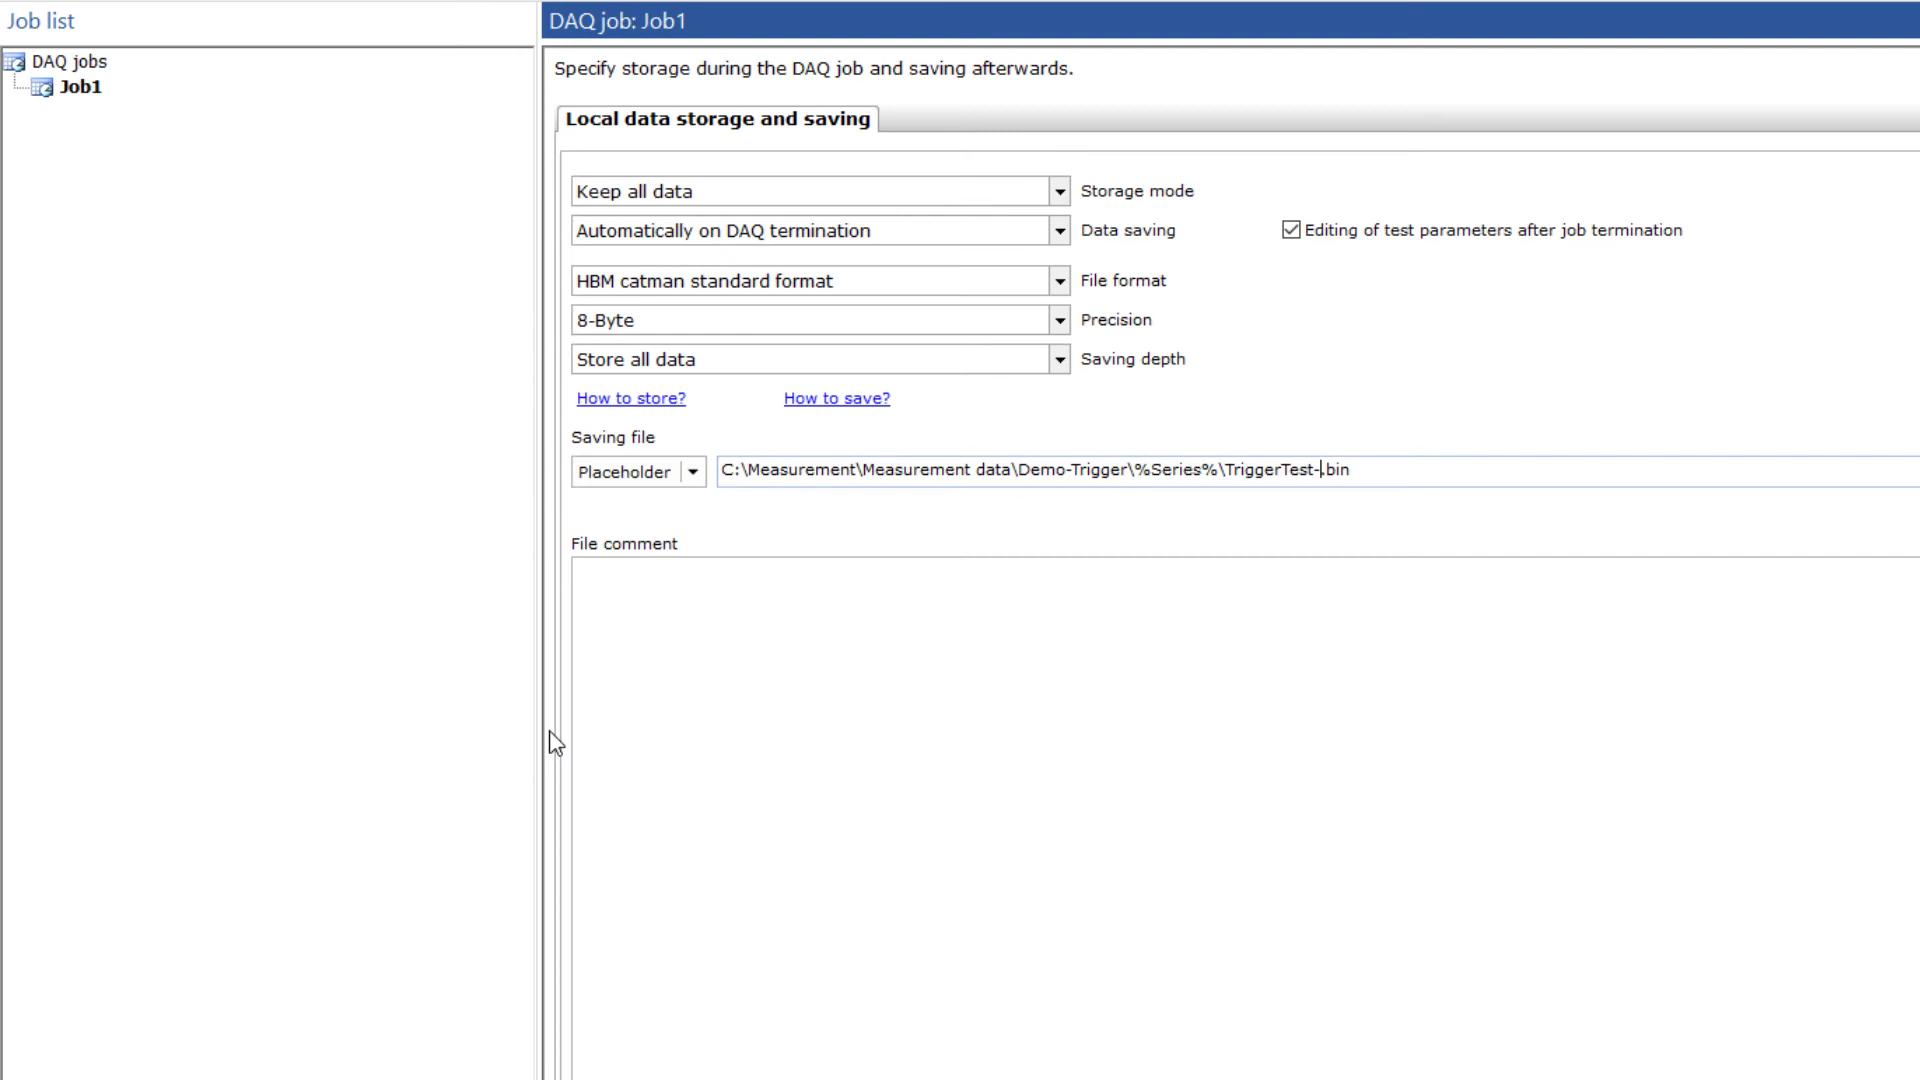 Job list
DAQ jobs
Job1
DAQ job: Job1
Specify storage during the DAQ job and saving afterwards.
Local data storage and saving
Keep all data Storage mode
Automatically on DAQ termination Data saving Editing of test parameters after job termination
HBM catman standard format File format
8-Byte Precision
Store all data Saving depth
How to store? How to save?
Saving file
Placeholder C:\Measurement\Measurement data\Demo-Trigger\%Series%\TriggerTest-.bin
File comment